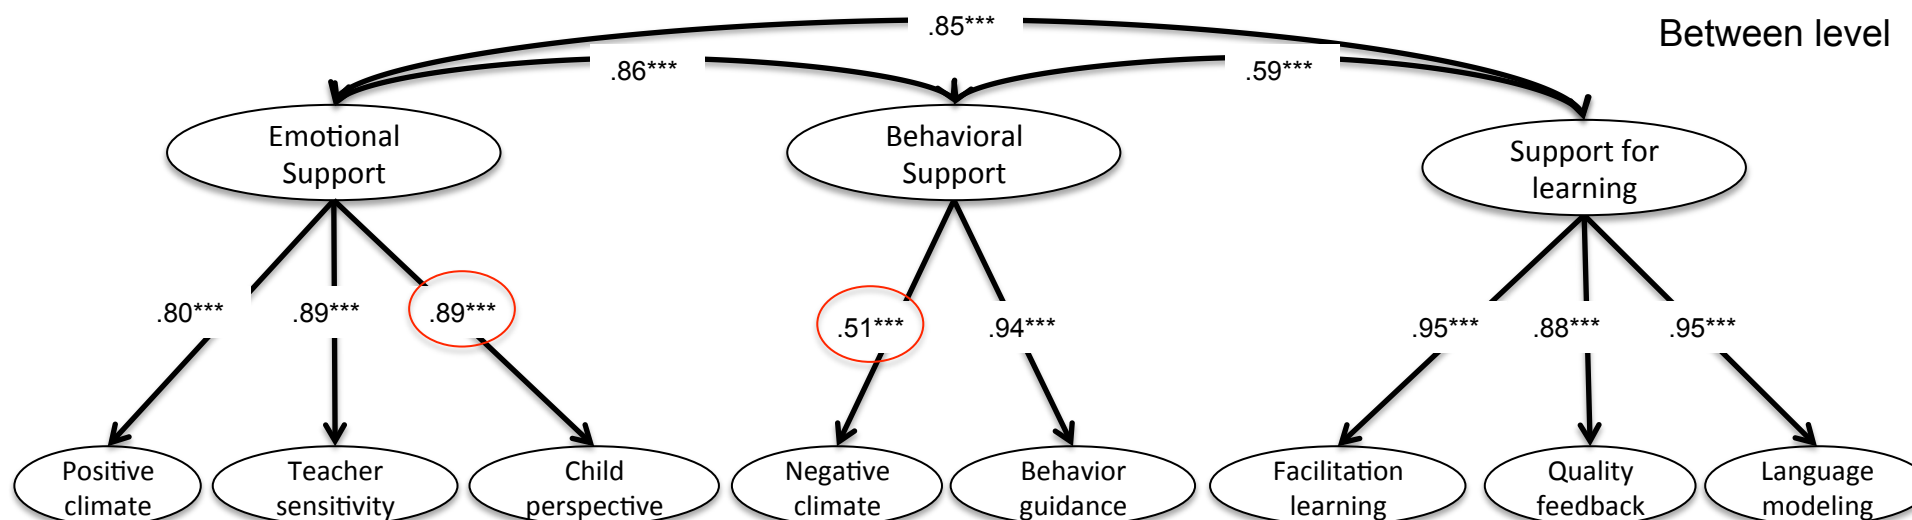 .85***
Between level
.86***
.59***
Emotional
Support
Behavioral
Support
Support for
learning
.80***
.89***
.89***
.51***
.94***
.95***
.88***
.95***
Positive
climate
Teacher
sensitivity
Child
perspective
Negative
climate
Behavior
guidance
Facilitation
learning
Quality
feedback
Language
modeling